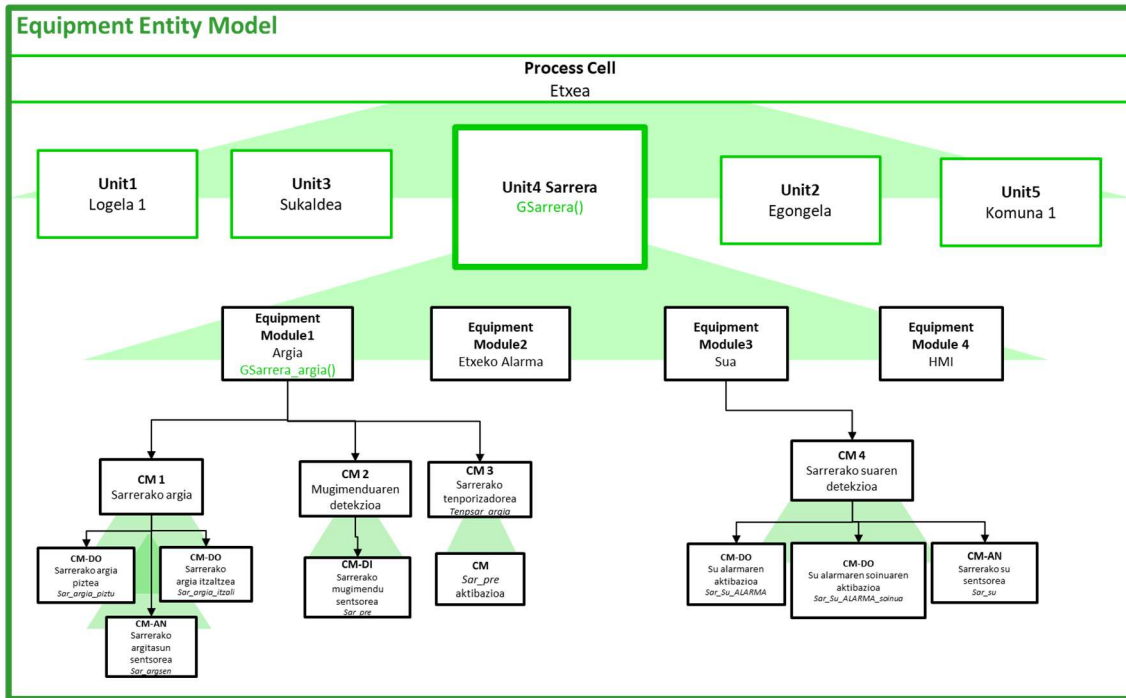 Equipment Entity Model
Process Cell
Etxea
Unit1
Logela 1
Unit3
Sukaldea
Unit4 Sarrera
GSarrera()
Unit2
Egongela
Unit5
Komuna 1
Equipment
Module1
Argia
GSarrera_argia()
Equipment
Module2
Etxeko Alarma
Equipment
Module3
Sua
Equipment
Module 4
HMI
CM 1
Sarrerako argia
CM 2
Mugimenduaren
detekzioa
CM 3
Sarrerako
tenporizadorea
Tenpsar_argia
CM 4
Sarrerako suaren
detekzioa
CM-DO
Sarrerako argia
piztea
Sar_argia_piztu
CM-DO
Sarrerako
argia itzaltzea
Sar_argia_itzali
CM-AN
Sarrerako
argitasun
sentsorea
Sar_argsen
CM-DI
Sarrerako
mugimendu
sentsorea
Sar_pre
CM
Sar_pre
aktibazioa
CM-DO
Su alarmaren
aktibazioa
Sar_Su_ALARMA
CM-DO
Su alarmaren soinuaren
aktibazioa
Sar_Su_ALARMA_soinua
CM-AN
Sarrerako su
sentsorea
Sar_su